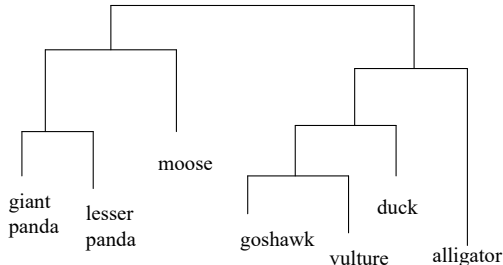 giant
panda
lesser
panda
moose
goshawk
vulture
duck
alligator